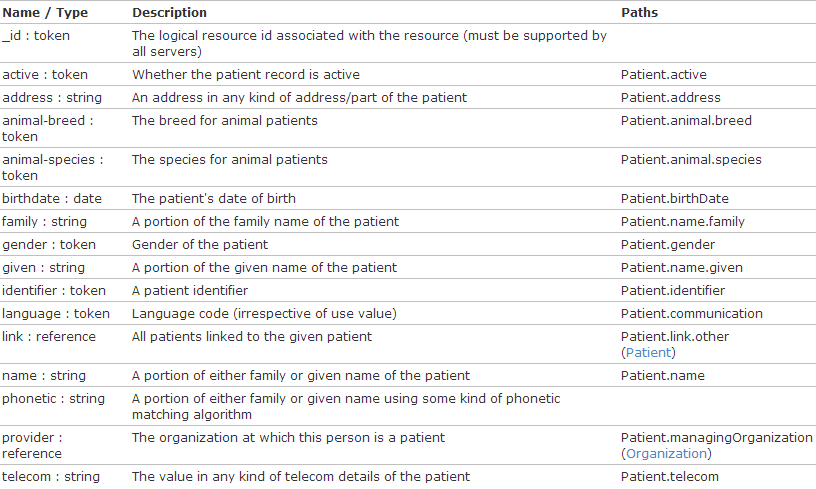 Name / Type Description Paths
_id : token The logical resource id associated with the resource (must be supported by
all servers)
active : token Whether the patient record is active Patient.active
address : string An address in any kind of address/part of the patient Patient.address
animal-breed : The breed for animal patients Patient.animal.breed
token
animal-species : The species for animal patients Patient.animal.species
token
birthdate : date The patient's date of birth Patient.birthDate
family : string A portion of the family name of the patient Patient.name.family
gender : token Gender of the patient Patient.gender
given : string A portion of the given name of the patient Patient.name.given
identifier : token A patient identifier Patient.identifier
language : token Language code (irrespective of use value) Patient.communication
link : reference All patients linked to the given patient Patient.link.other
(Patient)
name : string A portion of either family or given name of the patient Patient.name
phonetic : string A portion of either family or given name using some kind of phonetic
matching algorithm
provider : The organization at which this person is a patient Patient.managingOrganization
reference (Organization)
telecom : string The value in any kind of telecom details of the patient Patient.telecom